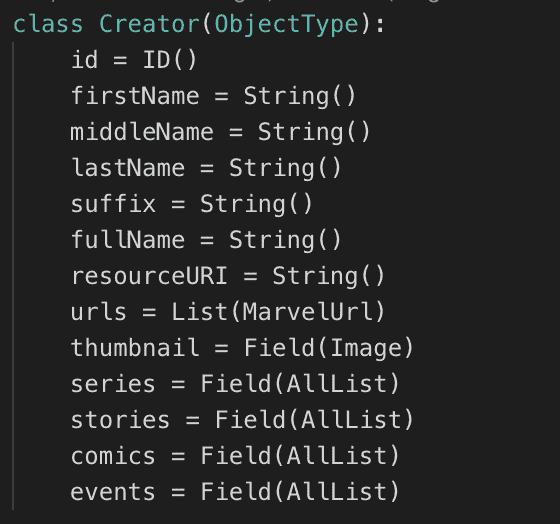 class Creator(ObjectType):
    id = ID()
    firstName = String()
    middleName = String()
    lastName = String()
    suffix = String()
    fullName = String()
    resourceURI = String()
    urls = List(MarvelUrl)
    thumbnail = Field(Image)
    series = Field(AllList)
    stories = Field(AllList)
    comics = Field(AllList)
    events = Field(AllList)